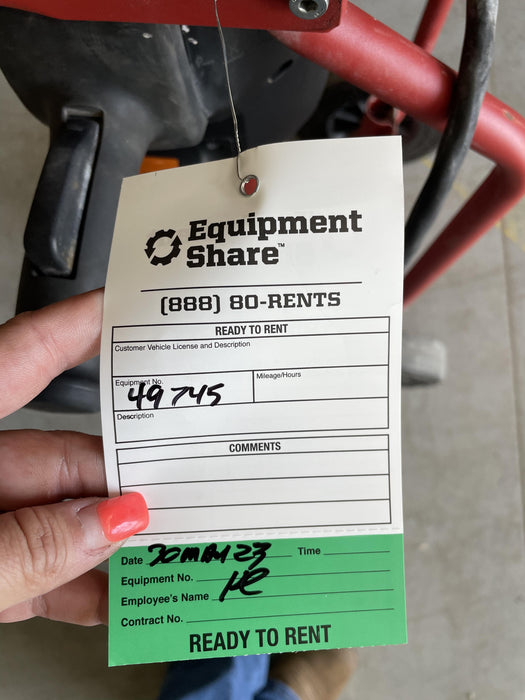 Equipment
Share™
(888) 80-RENTS
READY TO RENT
Customer Vehicle License and Description
Equipment No. Mileage/Hours
49745
Description
COMMENTS
Date 30MAY23 Time
Equipment No.
Employee's Name
Contract No.
READY TO RENT